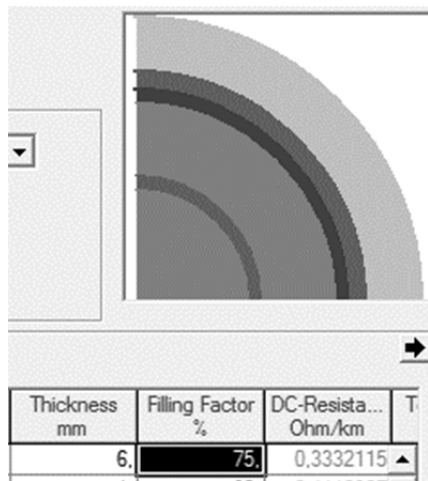 Thickness Filling Factor DC-Resista... T
mm % Ohm/km
6, 75, 0,3332115